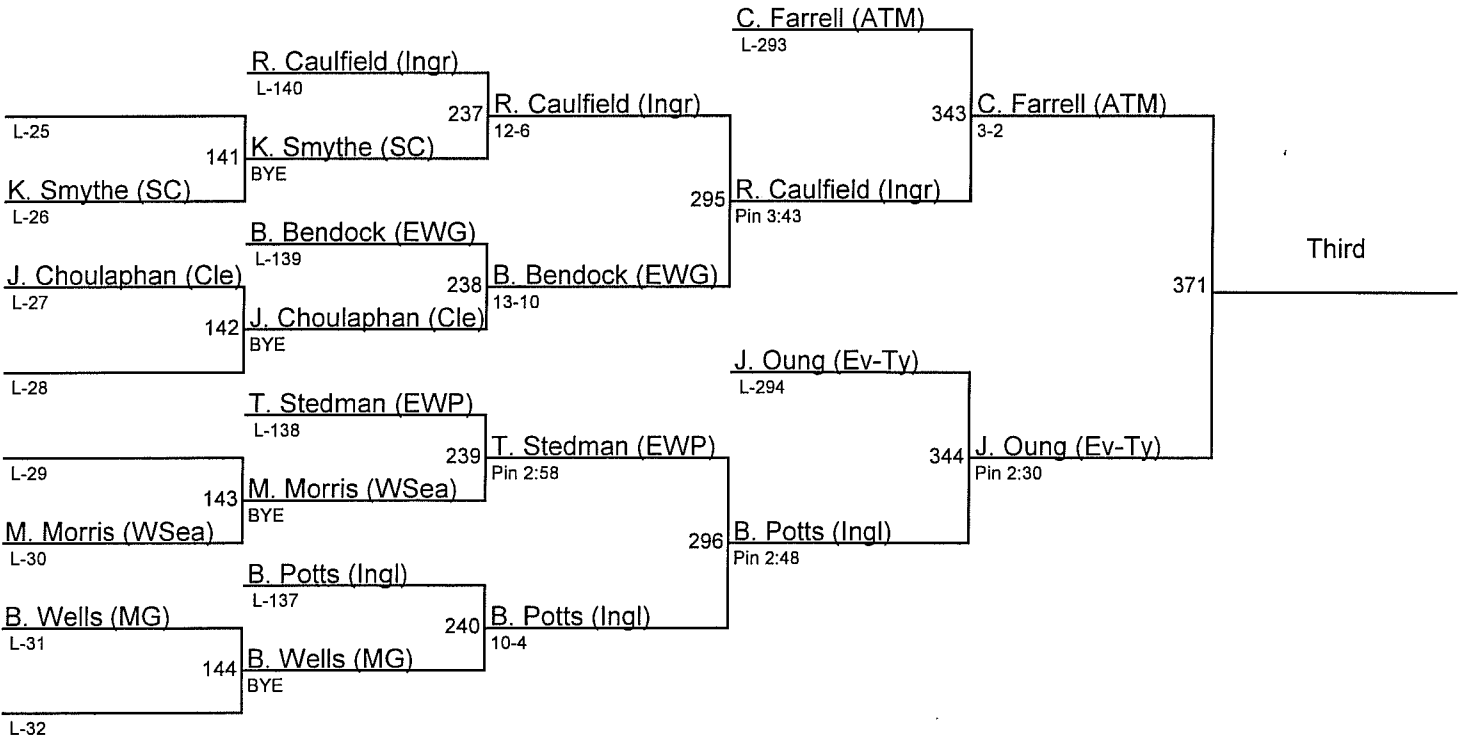 C. Farrell (ATM)
L-293
R. Caulfield (Ingr)
L-140
237
R. Caulfield (Ingr)
12-6
343
C. Farrell (ATM)
3-2
L-25
141
K. Smythe (SC)
BYE
K. Smythe (SC)
L-26
295
R. Caulfield (Ingr)
Pin 3:43
B. Bendock (EWG)
L-139
Third
J. Choulaphan (Cle)
L-27
238
B. Bendock (EWG)
13-10
371
142
J. Choulaphan (Cle)
BYE
L-28
J. Oung (Ev-Ty)
L-294
T. Stedman (EWP)
L-138
239
T. Stedman (EWP)
Pin 2:58
344
J. Oung (Ev-Ty)
Pin 2:30
L-29
143
M. Morris (WSea)
BYE
M. Morris (WSea)
L-30
296
B. Potts (Ingl)
Pin 2:48
B. Potts (Ingl)
L-137
B. Wells (MG)
L-31
240
B. Potts (Ingl)
10-4
144
B. Wells (MG)
BYE
L-32